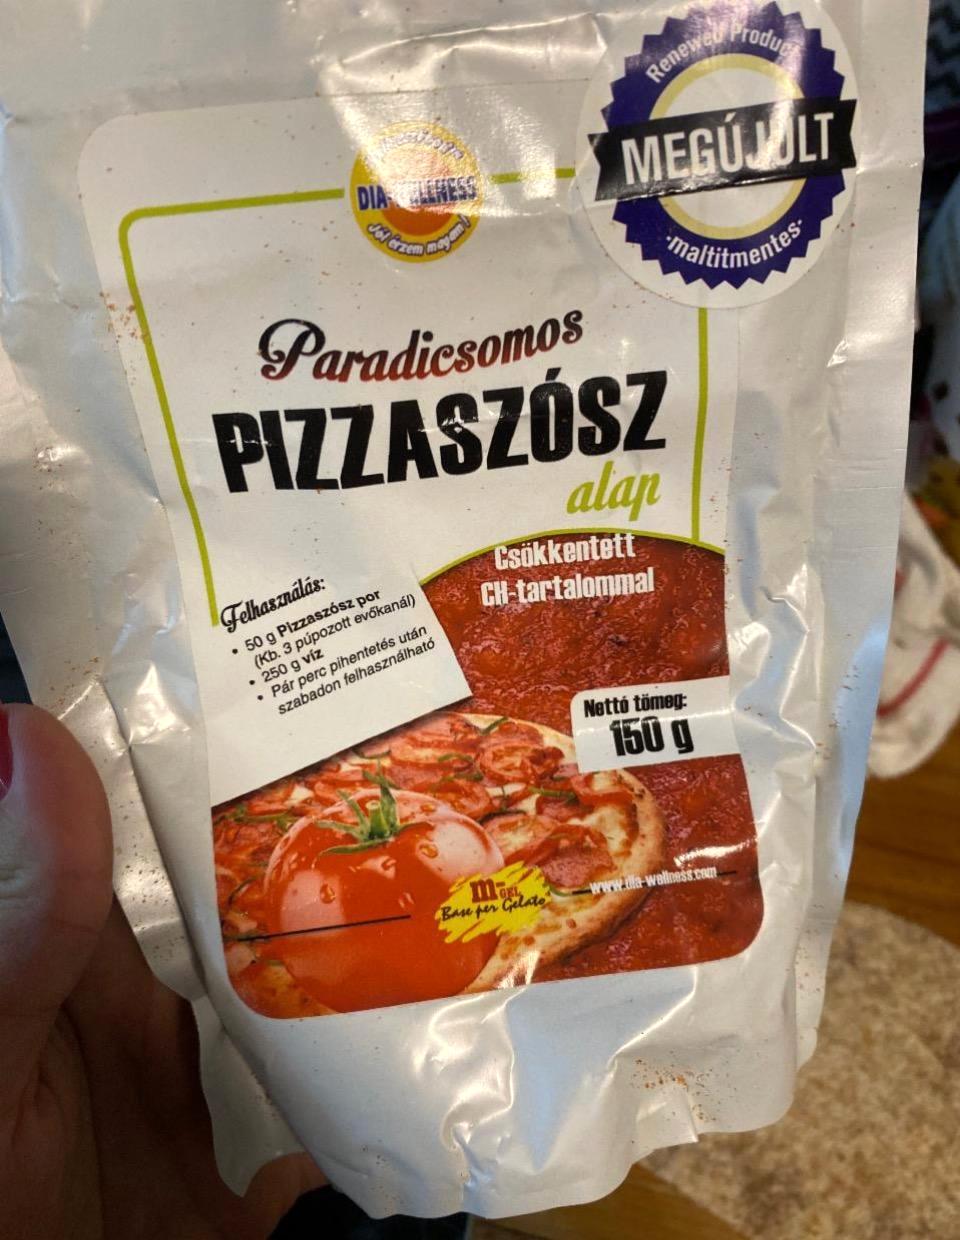 Renewed Product
MEGÚJULT
·maltitmentes·
DIA-WELLNESS
Jól érzem magam!
Paradicsomos
PIZZASZÓSZ
alap
Csökkentett
CH-tartalommal
Felhasználás:
• 50 g Pizzaszósz por
(Kb. 3 púpozott evőkanál)
• 250 g víz
• Pár perc pihentetés után
szabadon felhasználható
Nettó tömeg:
150 g
m-GEL
Base per Gelato
www.dia-wellness.com